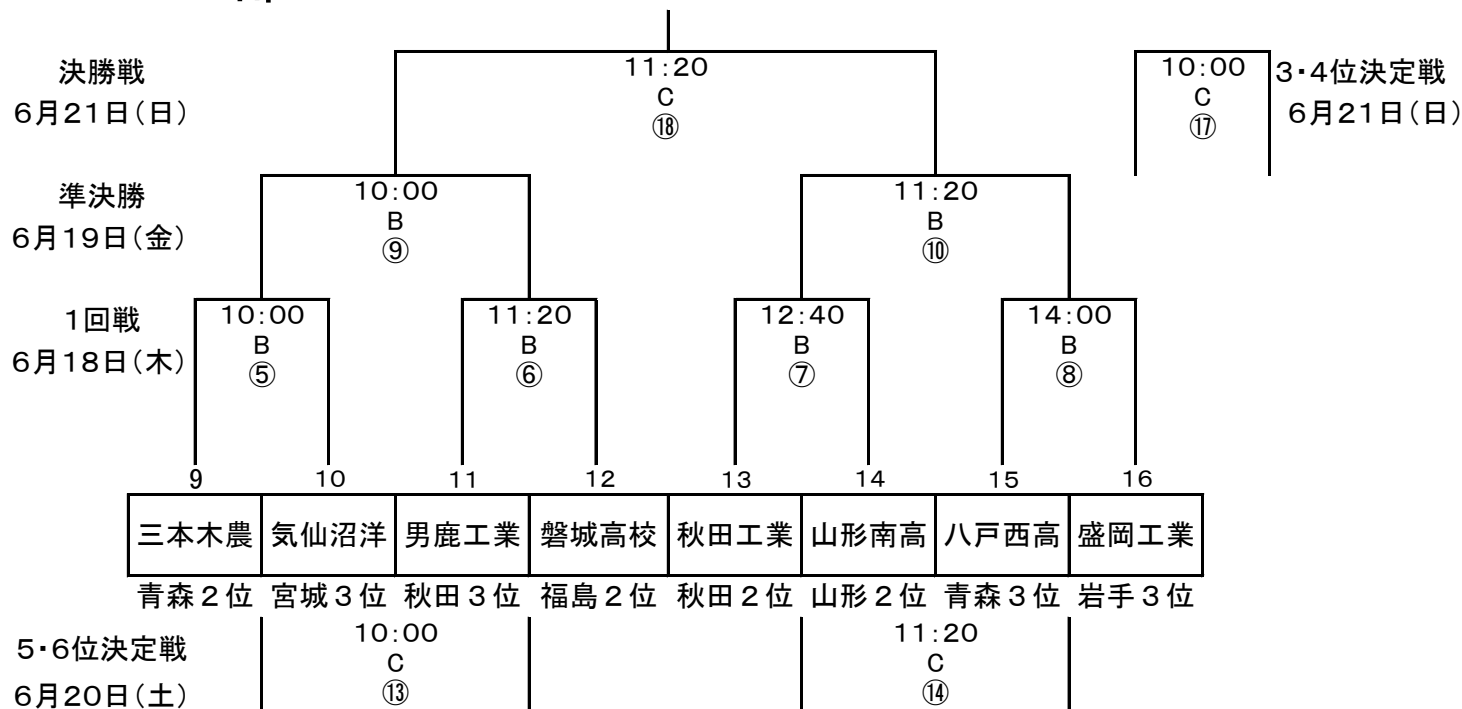 11:20
C
⑱
決勝戦
6月21日(日)
10:00
C
⑰
3・4位決定戦
6月21日(日)
準決勝
6月19日(金)
10:00
B
⑨
11:20
B
⑩
1回戦
6月18日(木)
10:00
B
⑤
11:20
B
⑥
12:40
B
⑦
14:00
B
⑧
9 10 11 12 13 14 15 16
三本木農 気仙沼洋 男鹿工業 磐城高校 秋田工業 山形南高 八戸西高 盛岡工業
青森2位 宮城3位 秋田3位 福島2位 秋田2位 山形2位 青森3位 岩手3位
5・6位決定戦
6月20日(土)
10:00
C
⑬
11:20
C
⑭